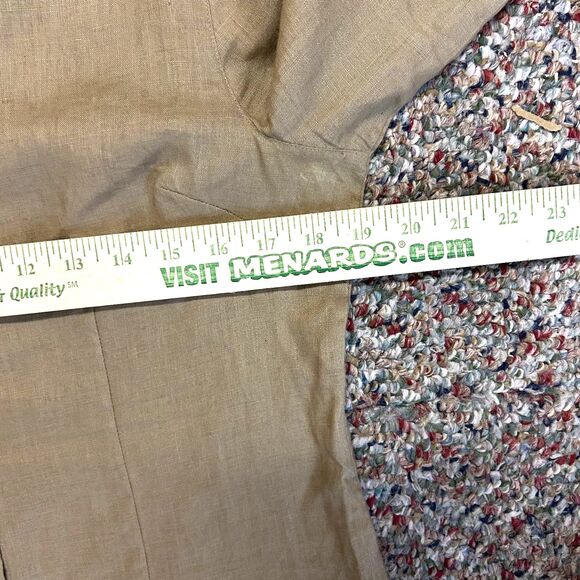 12 13 14 15 16 17 18 19 20 21 22 23
VISIT MENARDS®.com
Quality℠
Dedi